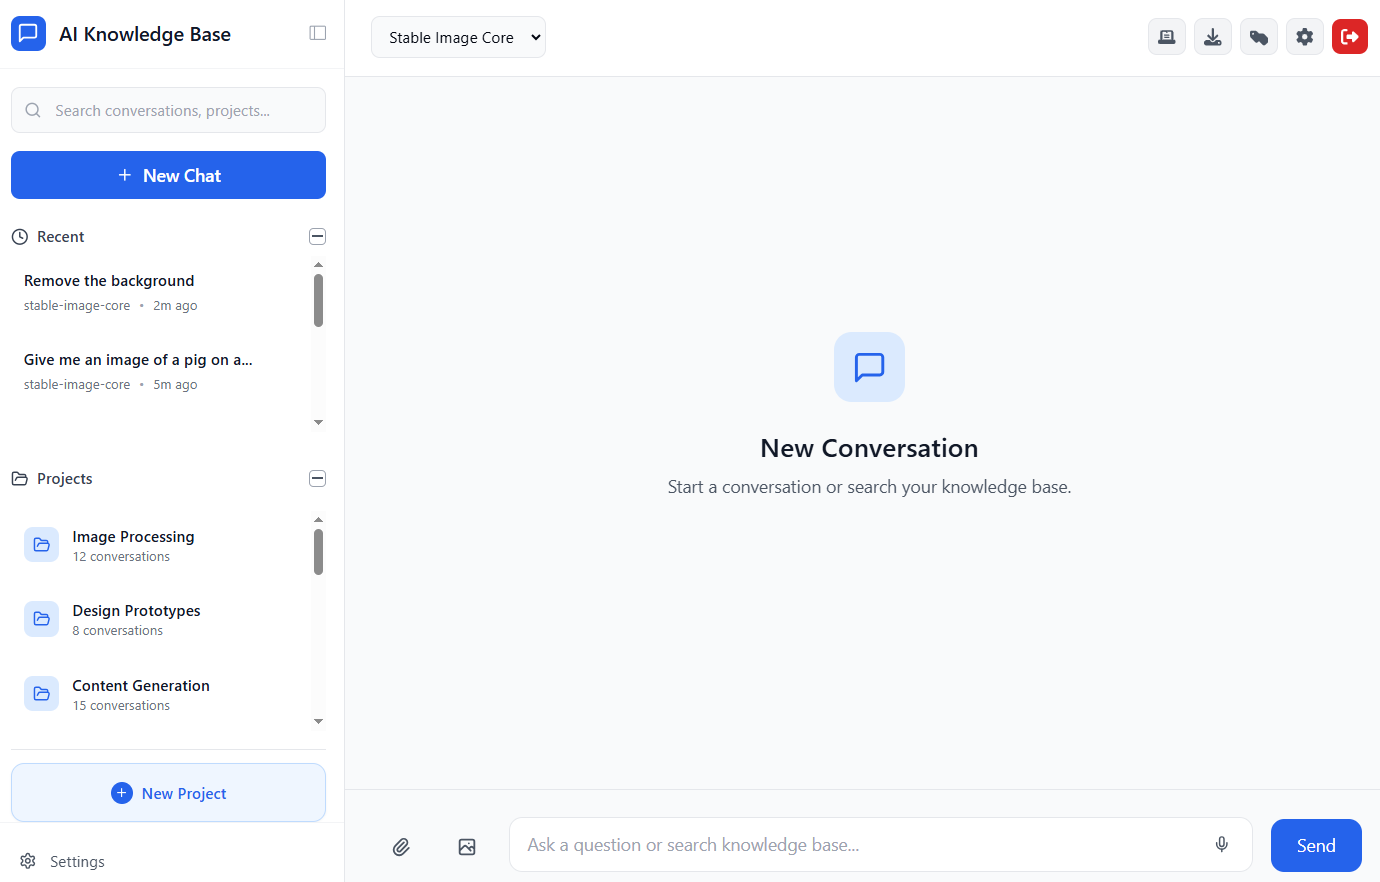 AI Knowledge Base
Search conversations, projects...
New Chat
Recent
Remove the background
stable-image-core • 2m ago
Give me an image of a pig on a...
stable-image-core • 5m ago
Projects
Image Processing
12 conversations
Design Prototypes
8 conversations
Content Generation
15 conversations
New Project
Settings
Stable Image Core
New Conversation
Start a conversation or search your knowledge base.
Ask a question or search knowledge base...
Send